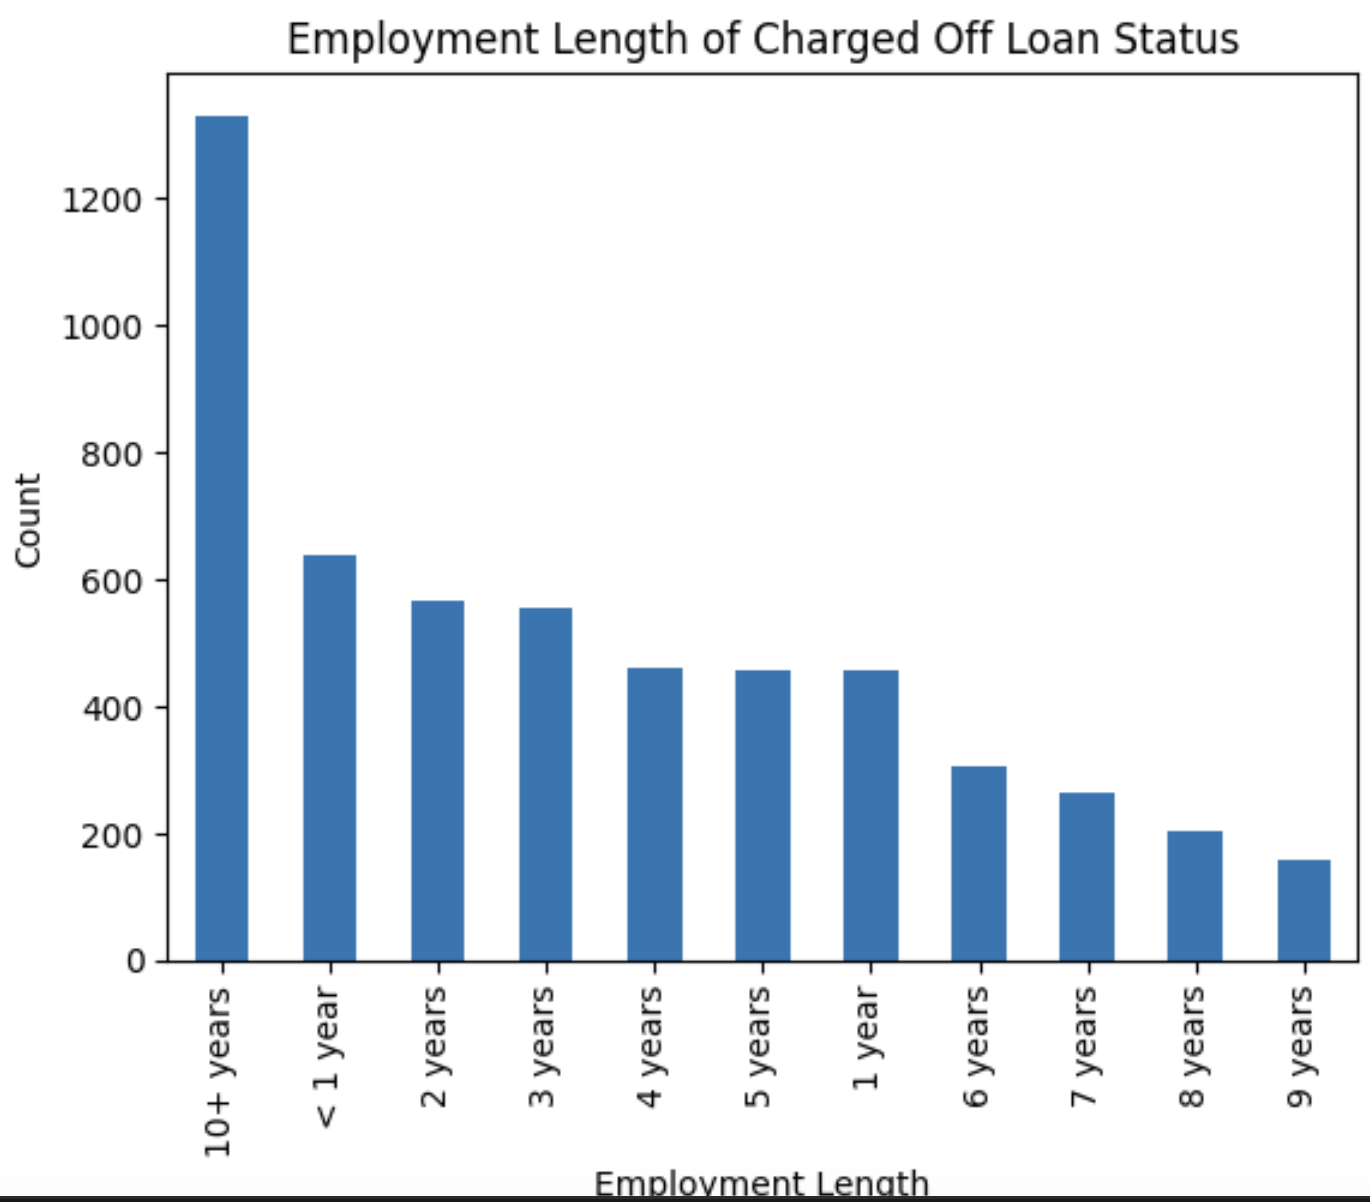 Employment Length of Charged Off Loan Status
1200
1000
800
600
400
200
0
Count
10+ years
< 1 year
2 years
3 years
4 years
5 years
1 year
6 years
7 years
8 years
9 years
Employment Length